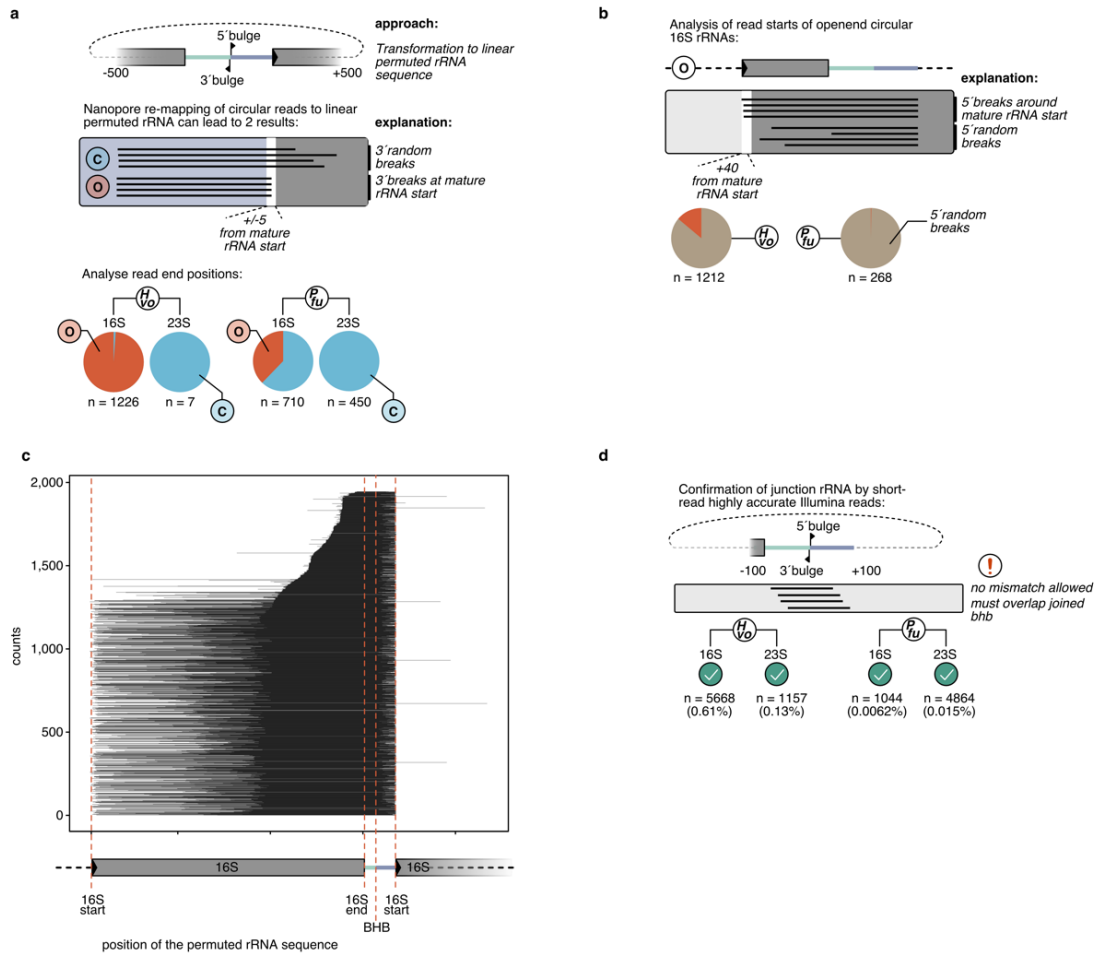 a
approach:
5´bulge
Transformation to linear
permuted rRNA
sequence
-500
3´bulge
+500
Nanopore re-mapping of circular reads to linear
permuted rRNA can lead to 2 results:
explanation:
C
3´random
breaks
O
3´breaks at mature
rRNA start
+/-5
from mature
rRNA start
Analyse read end positions:
H
vo
P
fu
O
16S
23S
O
16S
23S
n = 1226
n = 7
C
n = 710
n = 450
C
b
Analysis of read starts of openend circular
16S rRNAs:
O
explanation:
5´breaks around
mature rRNA start
5´random
breaks
+40
from mature
rRNA start
H
vo
P
fu
5´random
breaks
n = 1212
n = 268
c
2,000
1,500
1,000
500
0
counts
16S
16S
16S
start
16S
end
16S
start
BHB
position of the permuted rRNA sequence
d
Confirmation of junction rRNA by short-
read highly accurate Illumina reads:
5´bulge
-100
3´bulge
+100
!
no mismatch allowed
must overlap joined
bhb
H
vo
P
fu
16S
23S
16S
23S
n = 5668
(0.61%)
n = 1157
(0.13%)
n = 1044
(0.0062%)
n = 4864
(0.015%)